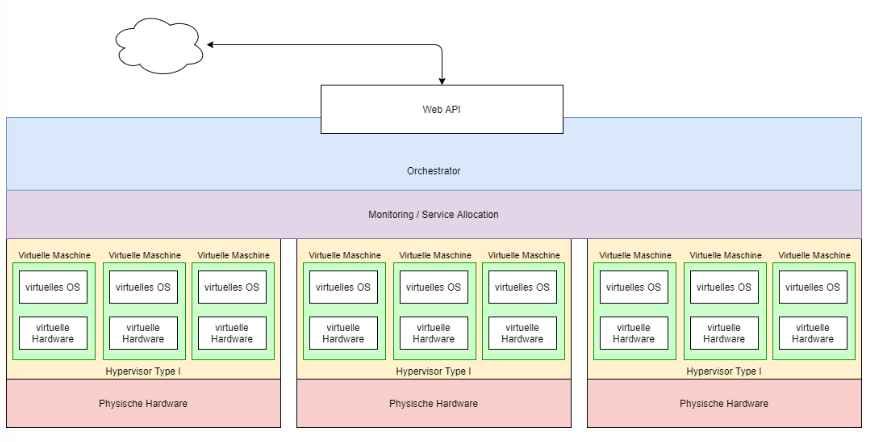 Web API
Orchestrator
Monitoring / Service Allocation
Virtuelle Maschine Virtuelle Maschine Virtuelle Maschine
virtuelles OS virtuelles OS virtuelles OS
virtuelle virtuelle virtuelle
Hardware Hardware Hardware
Hypervisor Type I
Physische Hardware
Virtuelle Maschine Virtuelle Maschine Virtuelle Maschine
virtuelles OS virtuelles OS virtuelles OS
virtuelle virtuelle virtuelle
Hardware Hardware Hardware
Hypervisor Type I
Physische Hardware
Virtuelle Maschine Virtuelle Maschine Virtuelle Maschine
virtuelles OS virtuelles OS virtuelles OS
virtuelle virtuelle virtuelle
Hardware Hardware Hardware
Hypervisor Type I
Physische Hardware